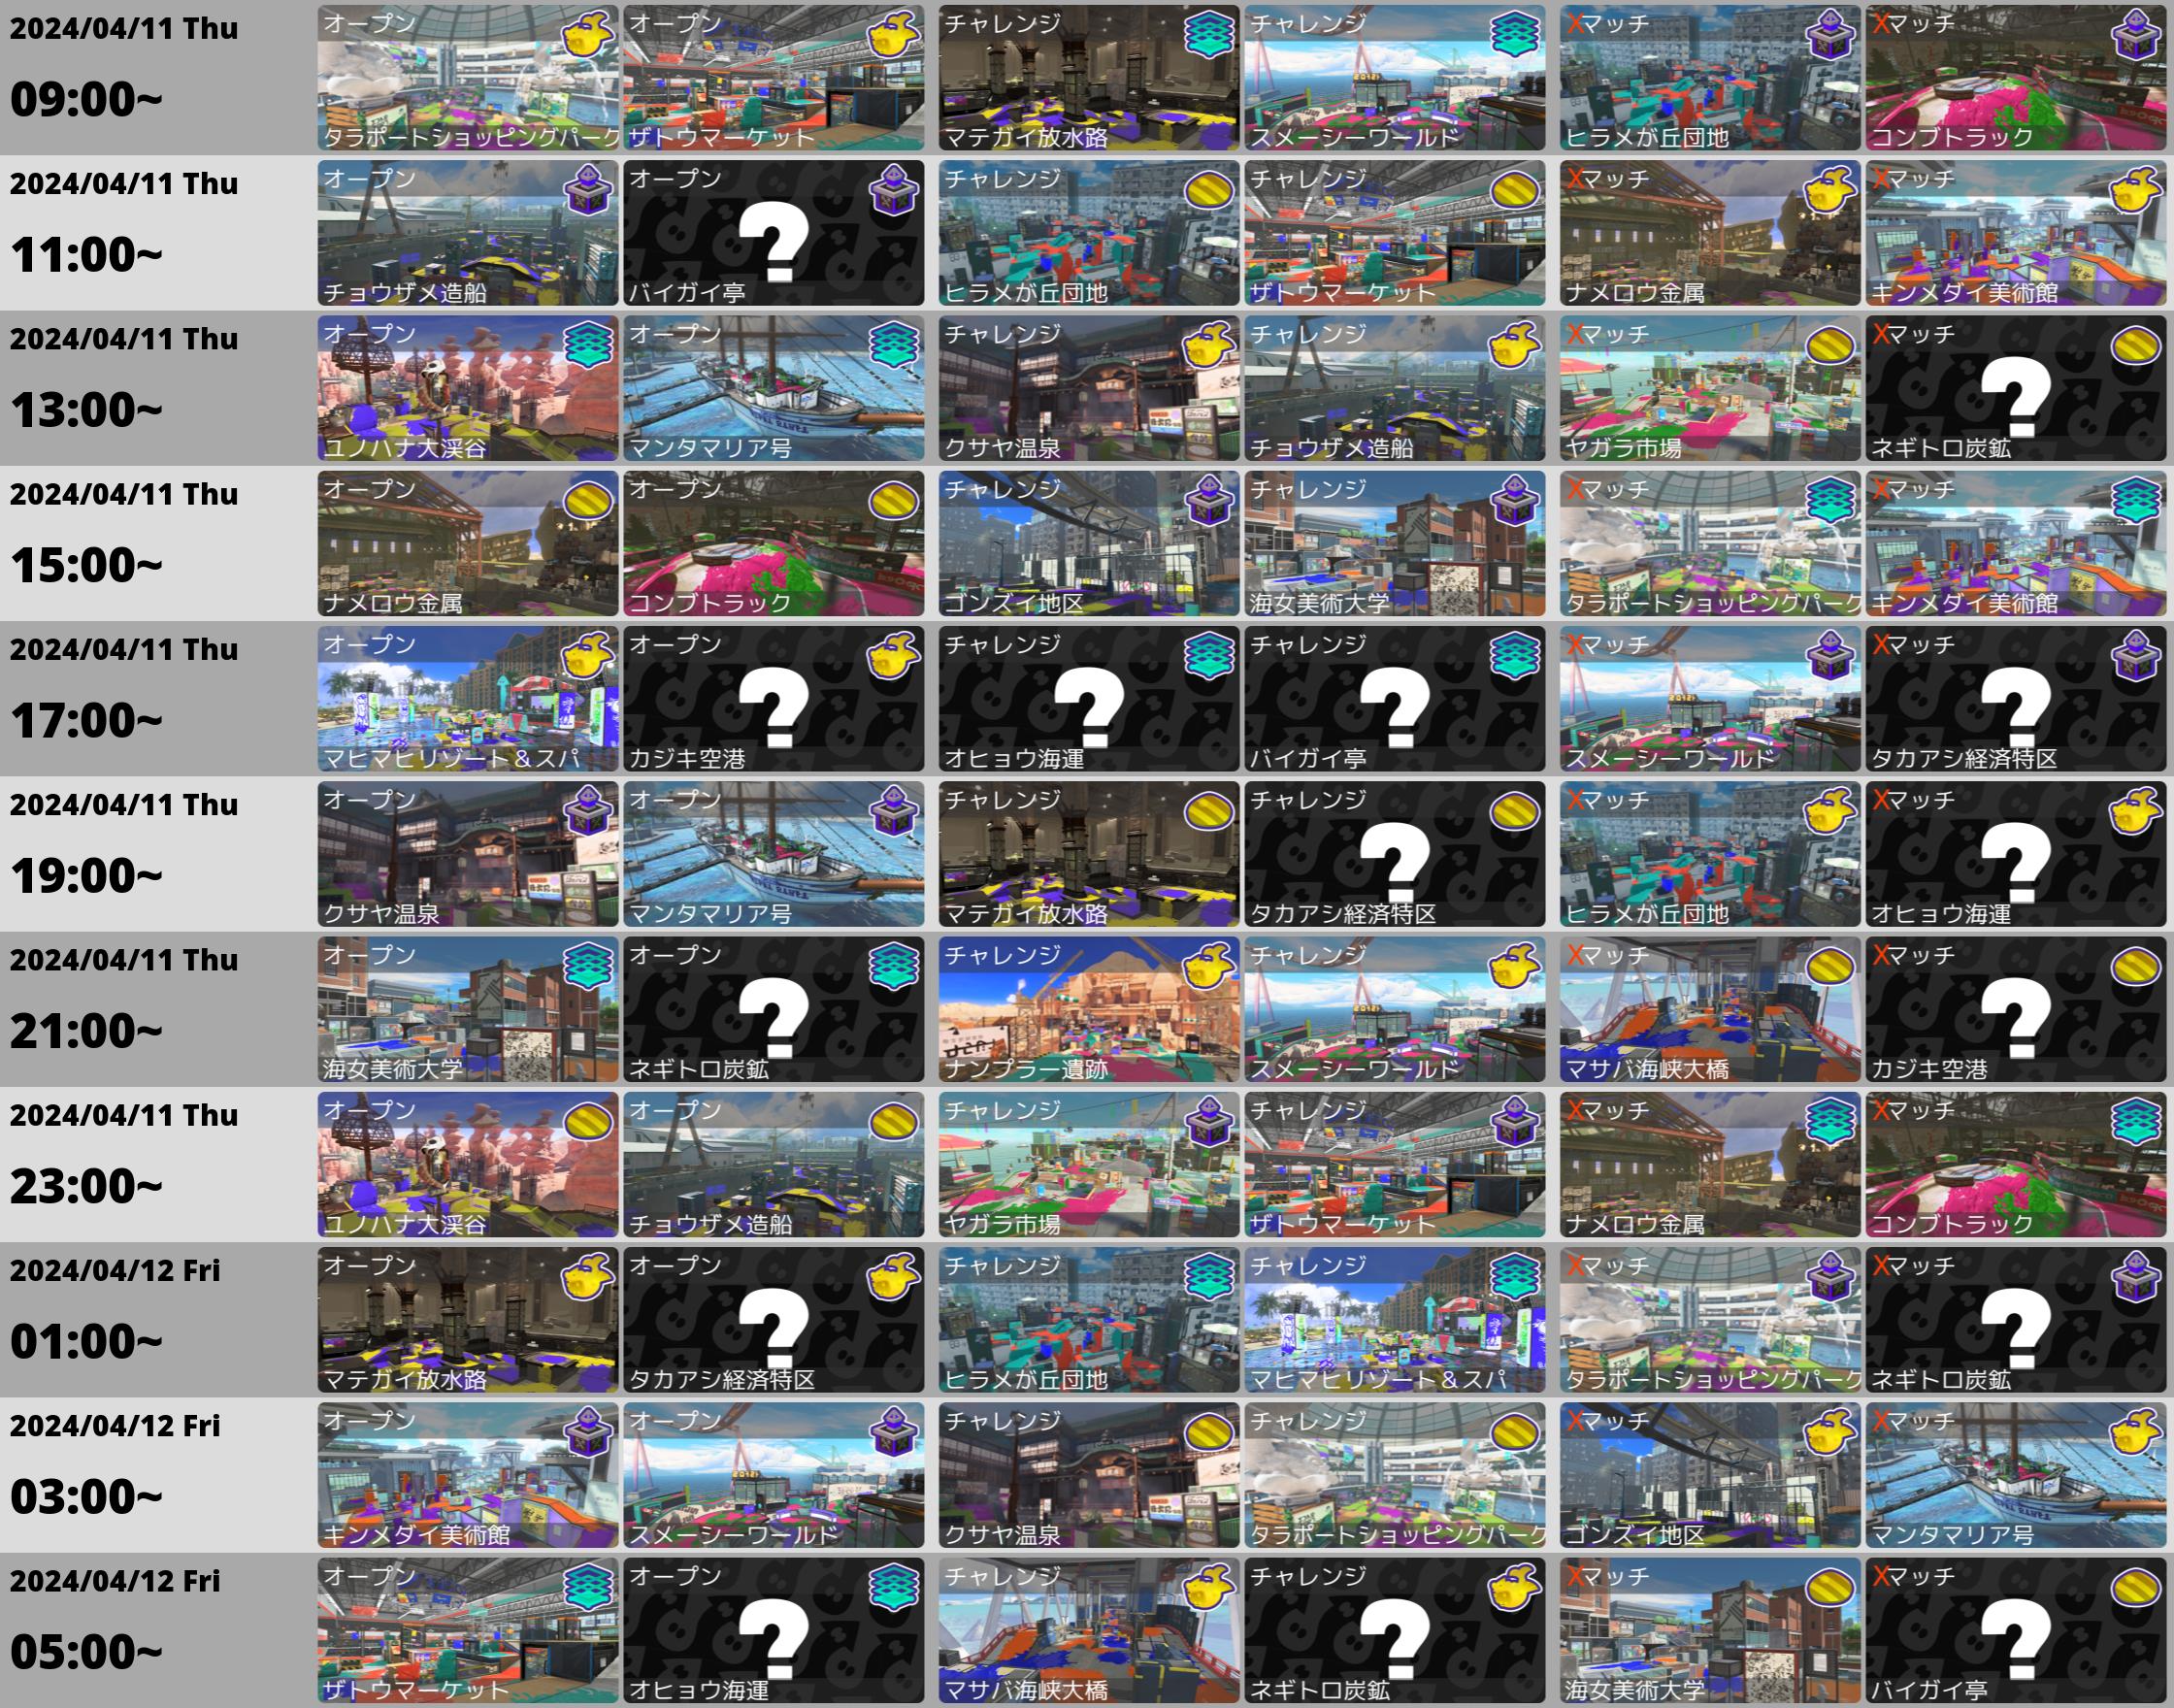 2024/04/11 Thu
09:00~
オープン
タラポートショッピングパーク
オープン
ザトウマーケット
チャレンジ
マテガイ放水路
チャレンジ
スメーシーワールド
Xマッチ
ヒラメが丘団地
Xマッチ
コンブトラック
2024/04/11 Thu
11:00~
オープン
チョウザメ造船
オープン
バイガイ亭
チャレンジ
ヒラメが丘団地
チャレンジ
ザトウマーケット
Xマッチ
ナメロウ金属
Xマッチ
キンメダイ美術館
2024/04/11 Thu
13:00~
オープン
ユノハナ大渓谷
オープン
マンタマリア号
チャレンジ
クサヤ温泉
チャレンジ
チョウザメ造船
Xマッチ
ヤガラ市場
Xマッチ
ネギトロ炭鉱
2024/04/11 Thu
15:00~
オープン
ナメロウ金属
オープン
コンブトラック
チャレンジ
ゴンズイ地区
チャレンジ
海女美術大学
Xマッチ
タラポートショッピングパーク
Xマッチ
キンメダイ美術館
2024/04/11 Thu
17:00~
オープン
マヒマヒリゾート&スパ
オープン
カジキ空港
チャレンジ
オヒョウ海運
チャレンジ
バイガイ亭
Xマッチ
スメーシーワールド
Xマッチ
タカアシ経済特区
2024/04/11 Thu
19:00~
オープン
クサヤ温泉
オープン
マンタマリア号
チャレンジ
マテガイ放水路
チャレンジ
タカアシ経済特区
Xマッチ
ヒラメが丘団地
Xマッチ
オヒョウ海運
2024/04/11 Thu
21:00~
オープン
海女美術大学
オープン
ネギトロ炭鉱
チャレンジ
ナンプラー遺跡
チャレンジ
スメーシーワールド
Xマッチ
マサバ海峡大橋
Xマッチ
カジキ空港
2024/04/11 Thu
23:00~
オープン
ユノハナ大渓谷
オープン
チョウザメ造船
チャレンジ
ヤガラ市場
チャレンジ
ザトウマーケット
Xマッチ
ナメロウ金属
Xマッチ
コンブトラック
2024/04/12 Fri
01:00~
オープン
マテガイ放水路
オープン
タカアシ経済特区
チャレンジ
ヒラメが丘団地
チャレンジ
マヒマヒリゾート&スパ
Xマッチ
タラポートショッピングパーク
Xマッチ
ネギトロ炭鉱
2024/04/12 Fri
03:00~
オープン
キンメダイ美術館
オープン
スメーシーワールド
チャレンジ
クサヤ温泉
チャレンジ
タラポートショッピングパーク
Xマッチ
ゴンズイ地区
Xマッチ
マンタマリア号
2024/04/12 Fri
05:00~
オープン
ザトウマーケット
オープン
オヒョウ海運
チャレンジ
マサバ海峡大橋
チャレンジ
ネギトロ炭鉱
Xマッチ
海女美術大学
Xマッチ
バイガイ亭